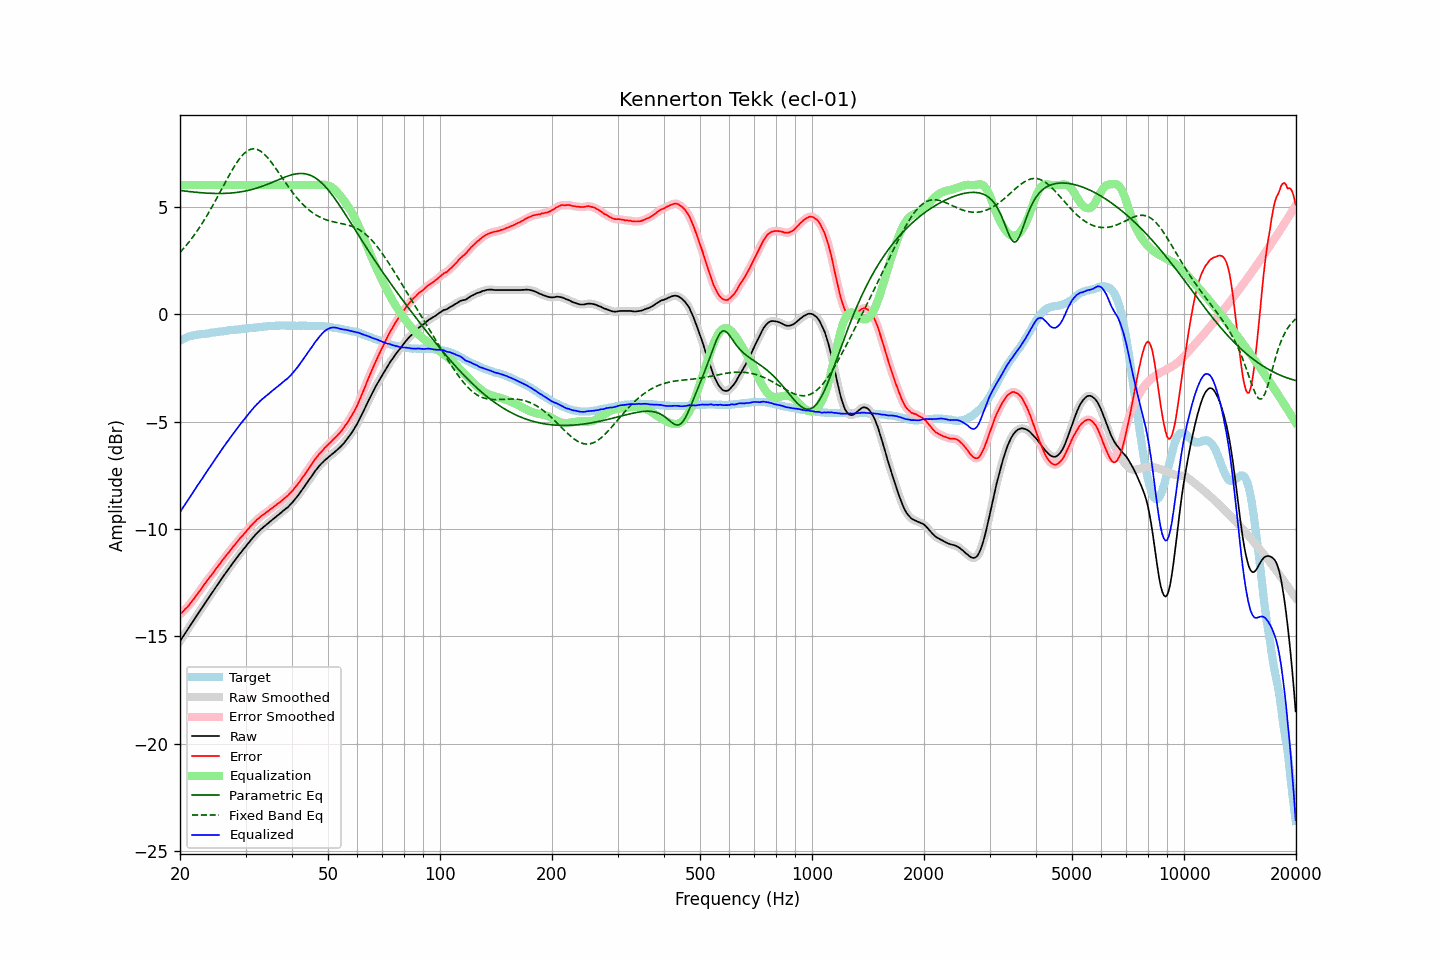 Kennerton Tekk (ecl-01)
Amplitude (dBr)
5
0
−5
−10
−15
−20
−25
Target
Raw Smoothed
Error Smoothed
Raw
Error
Equalization
Parametric Eq
Fixed Band Eq
Equalized
20 50 100 200 500 1000 2000 5000 10000 20000
Frequency (Hz)